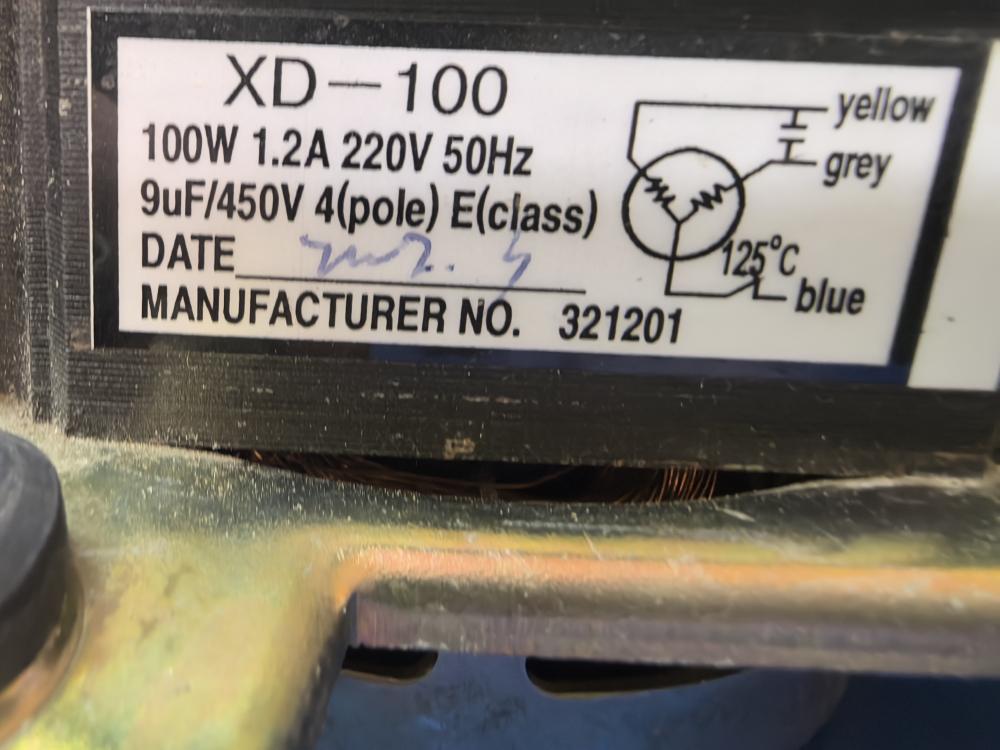 XD—100
100W 1.2A 220V 50Hz
9uF/450V 4(pole) E(class)
DATE
MANUFACTURER NO. 321201
yellow
grey
125°C
blue